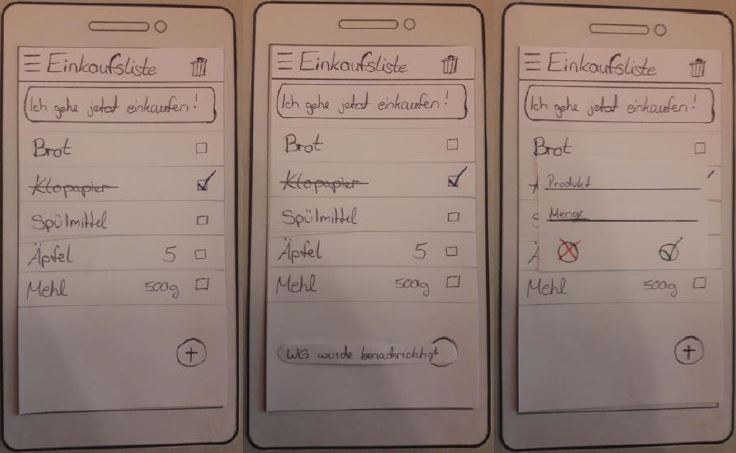 Einkaufsliste
Ich gehe jetzt einkaufen!
Brot
Klopapier
Spülmittel
Äpfel 5
Mehl 500g
+
Einkaufsliste
Ich gehe jetzt einkaufen!
Brot
Klopapier
Spülmittel
Äpfel 5
Mehl 500g
WG wurde benachrichtigt
Einkaufsliste
Ich gehe jetzt einkaufen!
Brot
Produkt
Menge
Mehl 500g
+